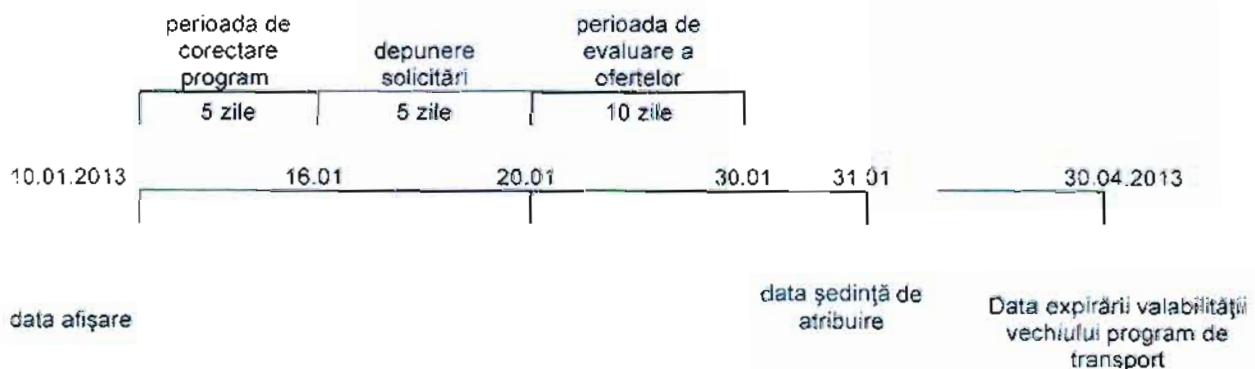 perioada de
corectare
program
depunere
solicitări
perioada de
evaluare a
ofertelor
5 zile
5 zile
10 zile
10.01.2013
16.01
20.01
30.01
31 01
30.04.2013
data afişare
data şedinţă de
atribuire
Data expirării valabilităţii
vechiului program de
transport